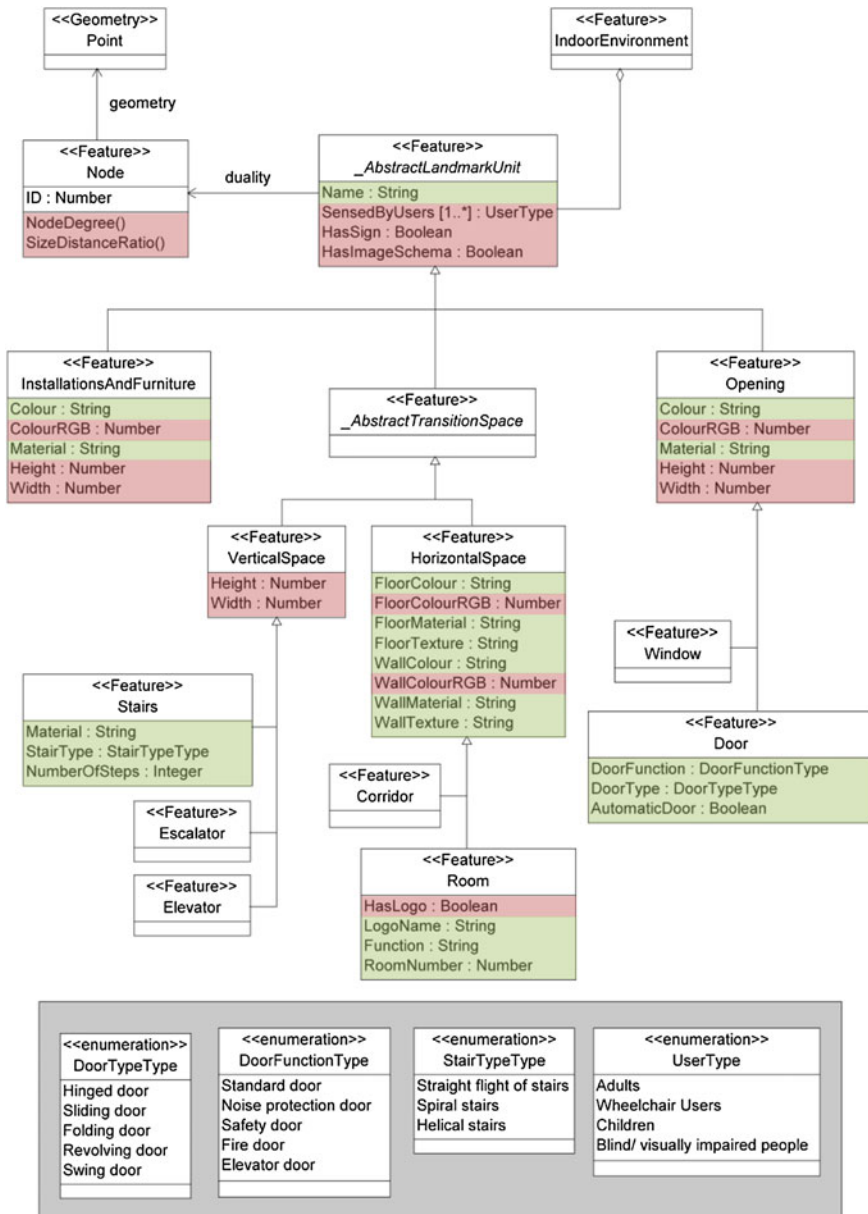 <<Geometry>>
Point
<<Feature>>
IndoorEnvironment
geometry
<<Feature>>
Node
ID : Number
NodeDegree()
SizeDistanceRatio()
duality
<<Feature>>
_AbstractLandmarkUnit
Name : String
SensedByUsers [1..*] : UserType
HasSign : Boolean
HasImageSchema : Boolean
<<Feature>>
InstallationsAndFurniture
Colour : String
ColourRGB : Number
Material : String
Height : Number
Width : Number
<<Feature>>
_AbstractTransitionSpace
<<Feature>>
Opening
Colour : String
ColourRGB : Number
Material : String
Height : Number
Width : Number
<<Feature>>
VerticalSpace
Height : Number
Width : Number
<<Feature>>
HorizontalSpace
FloorColour : String
FloorColourRGB : Number
FloorMaterial : String
FloorTexture : String
WallColour : String
WallColourRGB : Number
WallMaterial : String
WallTexture : String
<<Feature>>
Window
<<Feature>>
Stairs
Material : String
StairType : StairTypeType
NumberOfSteps : Integer
<<Feature>>
Door
DoorFunction : DoorFunctionType
DoorType : DoorTypeType
AutomaticDoor : Boolean
<<Feature>>
Corridor
<<Feature>>
Escalator
<<Feature>>
Elevator
<<Feature>>
Room
HasLogo : Boolean
LogoName : String
Function : String
RoomNumber : Number
<<enumeration>>
DoorTypeType
Hinged door
Sliding door
Folding door
Revolving door
Swing door
<<enumeration>>
DoorFunctionType
Standard door
Noise protection door
Safety door
Fire door
Elevator door
<<enumeration>>
StairTypeType
Straight flight of stairs
Spiral stairs
Helical stairs
<<enumeration>>
UserType
Adults
Wheelchair Users
Children
Blind/ visually impaired people